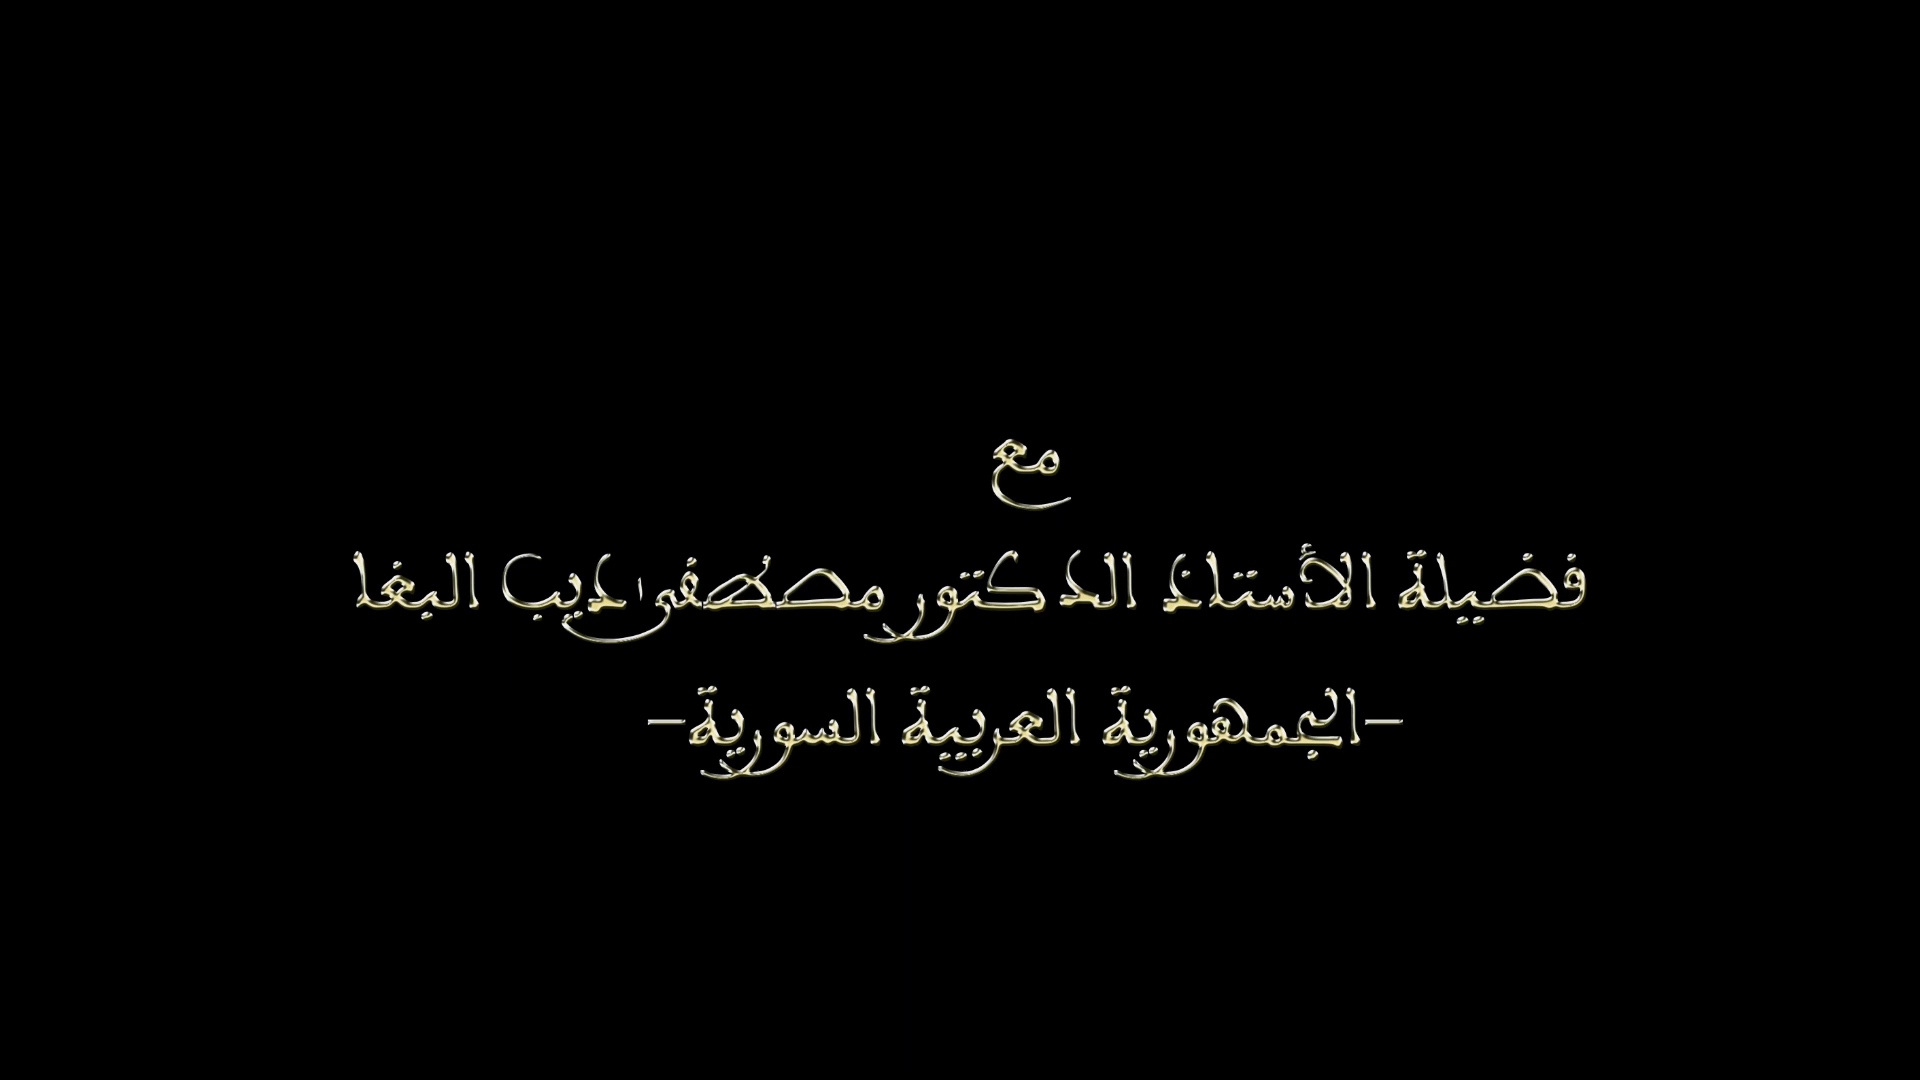 مع
فضيلة الأستاذ الدكتور مصطفى ديب البغا
-الجمهورية العربية السورية-